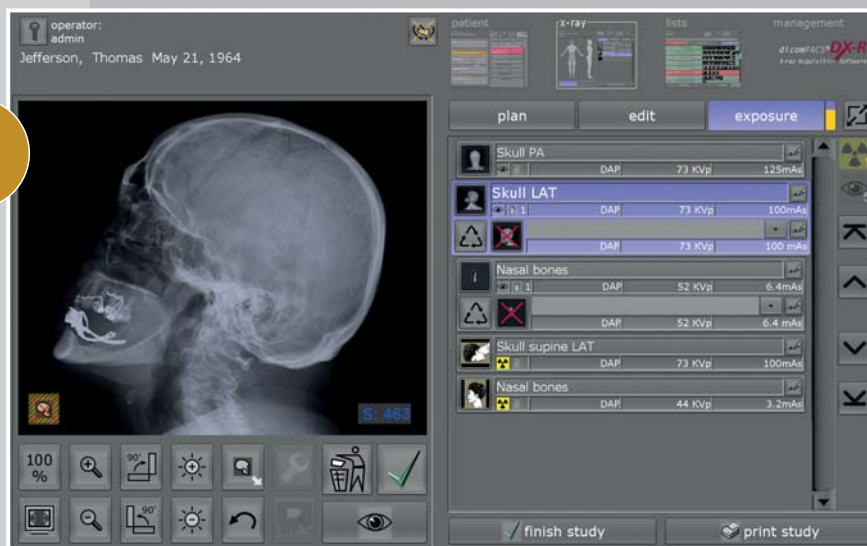 operator:
admin
Jefferson, Thomas May 21, 1964
patient
x-ray
lists
management
dicomPACS® DX-R
X-ray Acquisition Software
plan
edit
exposure
Skull PA
DAP 73 KVp 125mAs
Skull LAT
1 DAP 73 KVp 100mAs
DAP 73 KVp 100 mAs
Nasal bones
1 DAP 52 KVp 6.4mAs
DAP 52 KVp 6.4 mAs
Skull supine LAT
DAP 73 KVp 100mAs
Nasal bones
DAP 44 KVp 3.2mAs
S: 463
100
%
90°
90°
finish study
print study